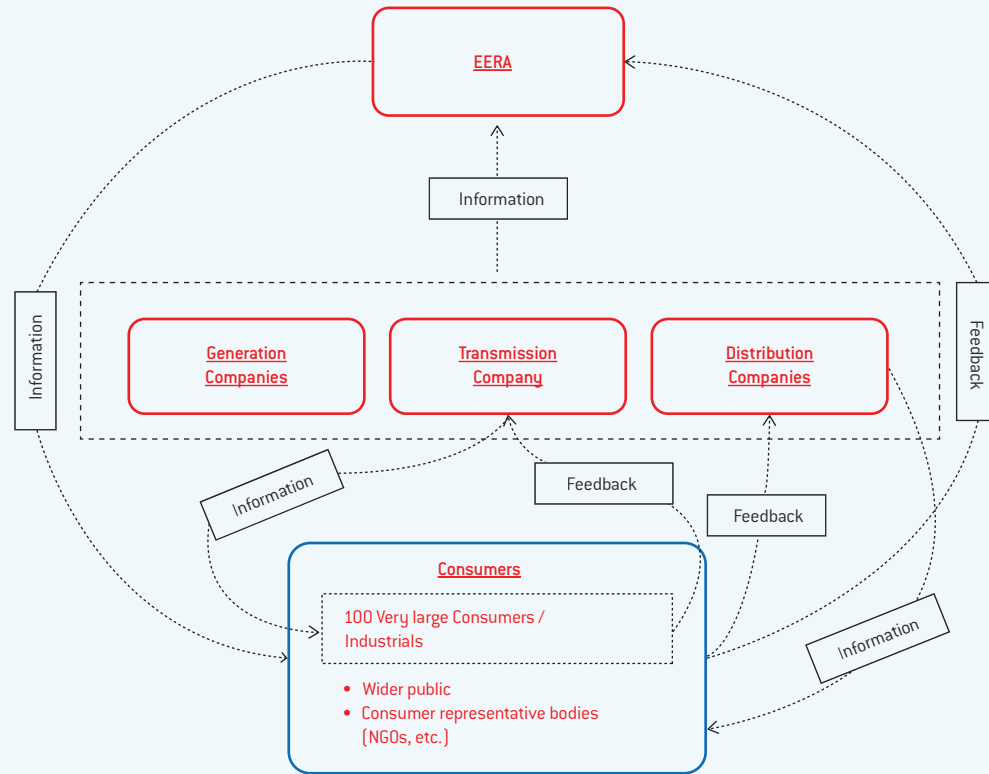 EERA
Information
Information
Feedback
Generation
Companies
Transmission
Company
Distribution
Companies
Information
Feedback
Feedback
Consumers
100 Very large Consumers /
Industrials
Information
• Wider public
• Consumer representative bodies
(NGOs, etc.)